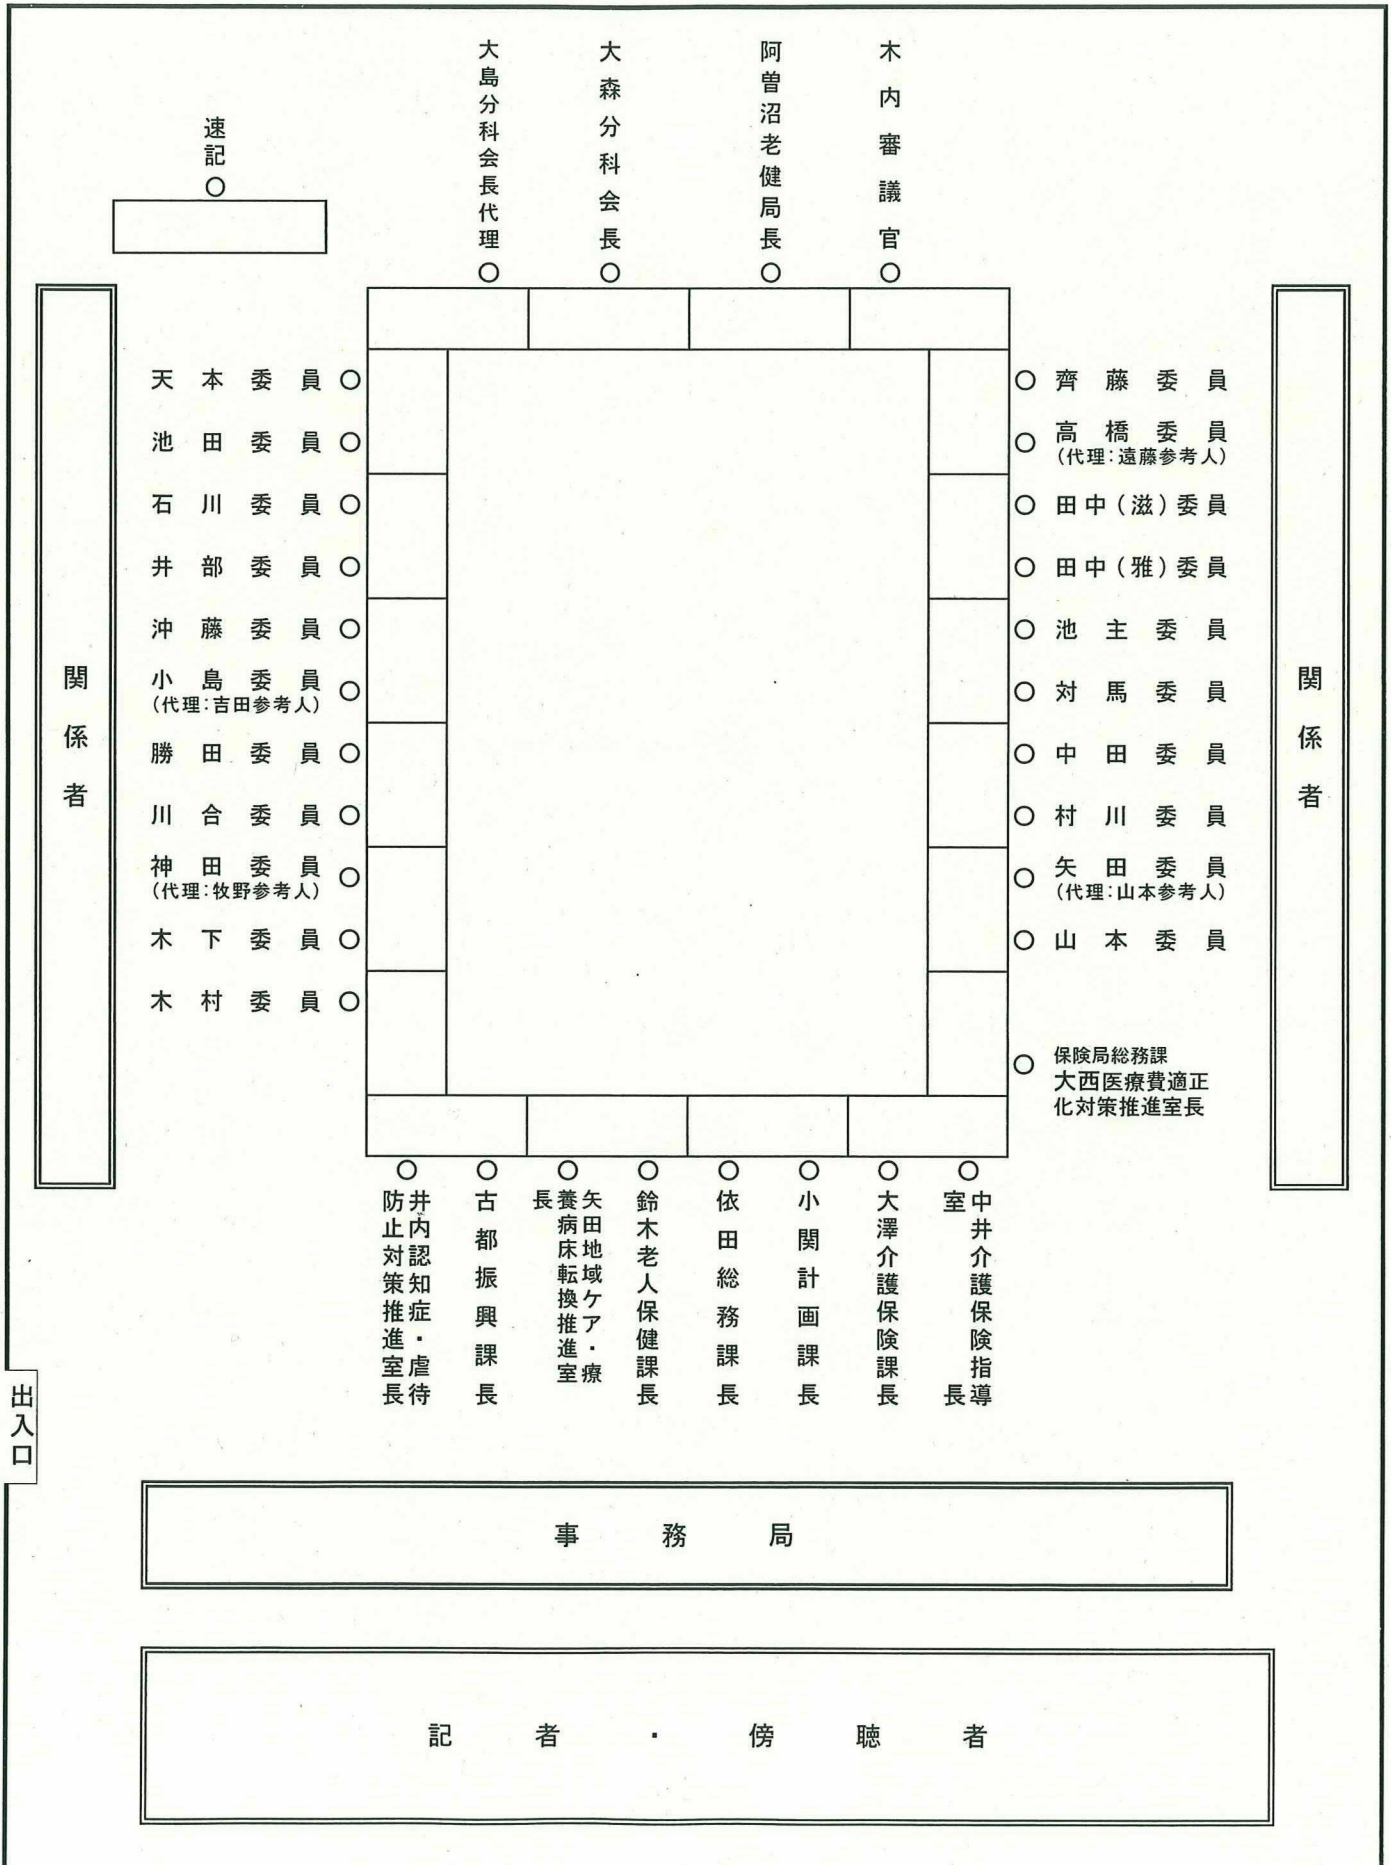 速記
大島分科会長代理
大森分科会長
阿曽沼老健局長
木内審議官
関係者
天本委員
池田委員
石川委員
井部委員
沖藤委員
小島委員
(代理:吉田参考人)
勝田委員
川合委員
神田委員
(代理:牧野参考人)
木下委員
木村委員
齊藤委員
高橋委員
(代理:遠藤参考人)
田中(滋)委員
田中(雅)委員
池主委員
対馬委員
中田委員
村川委員
矢田委員
(代理:山本参考人)
山本委員
保険局総務課
大西医療費適正
化対策推進室長
関係者
井内認知症・虐待
防止対策推進室長
古都振興課長
矢田地域ケア・療
養病床転換推進室
長
鈴木老人保健課長
依田総務課長
小関計画課長
大澤介護保険課長
中井介護保険指導
室長
出入口
事務局
記者・傍聴者